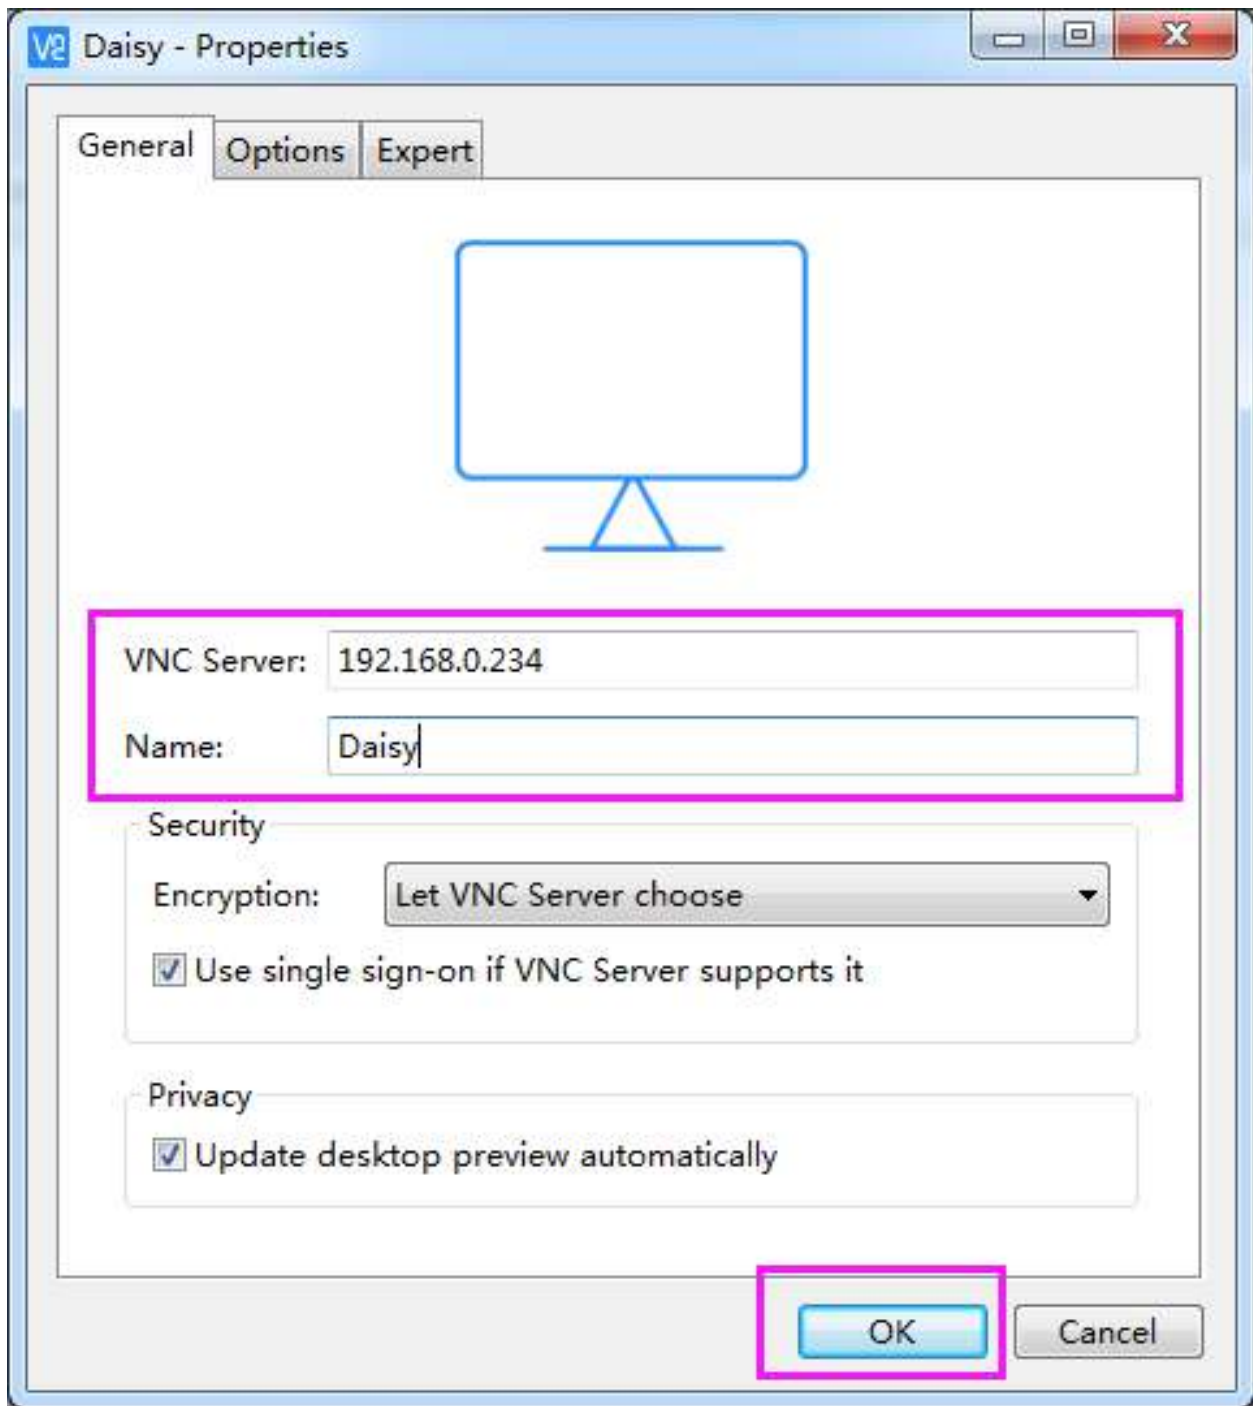 V2 Daisy - Properties
General Options Expert
VNC Server: 192.168.0.234
Name: Daisy
Security
Encryption: Let VNC Server choose
Use single sign-on if VNC Server supports it
Privacy
Update desktop preview automatically
OK Cancel